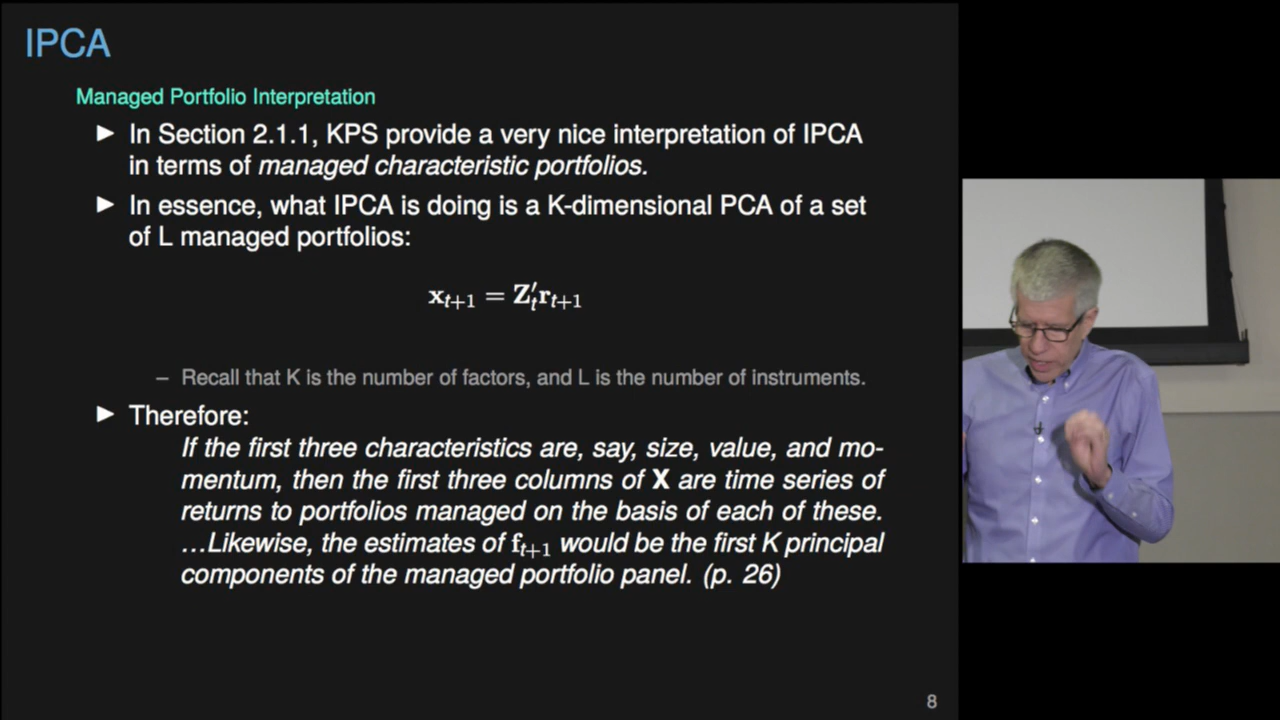 IPCA
Managed Portfolio Interpretation
► In Section 2.1.1, KPS provide a very nice interpretation of IPCA
in terms of managed characteristic portfolios.
► In essence, what IPCA is doing is a K-dimensional PCA of a set
of L managed portfolios:
x_{t+1} = Z'_t r_{t+1}
– Recall that K is the number of factors, and L is the number of instruments.
► Therefore:
If the first three characteristics are, say, size, value, and mo-
mentum, then the first three columns of X are time series of
returns to portfolios managed on the basis of each of these.
...Likewise, the estimates of f_{t+1} would be the first K principal
components of the managed portfolio panel. (p. 26)
8